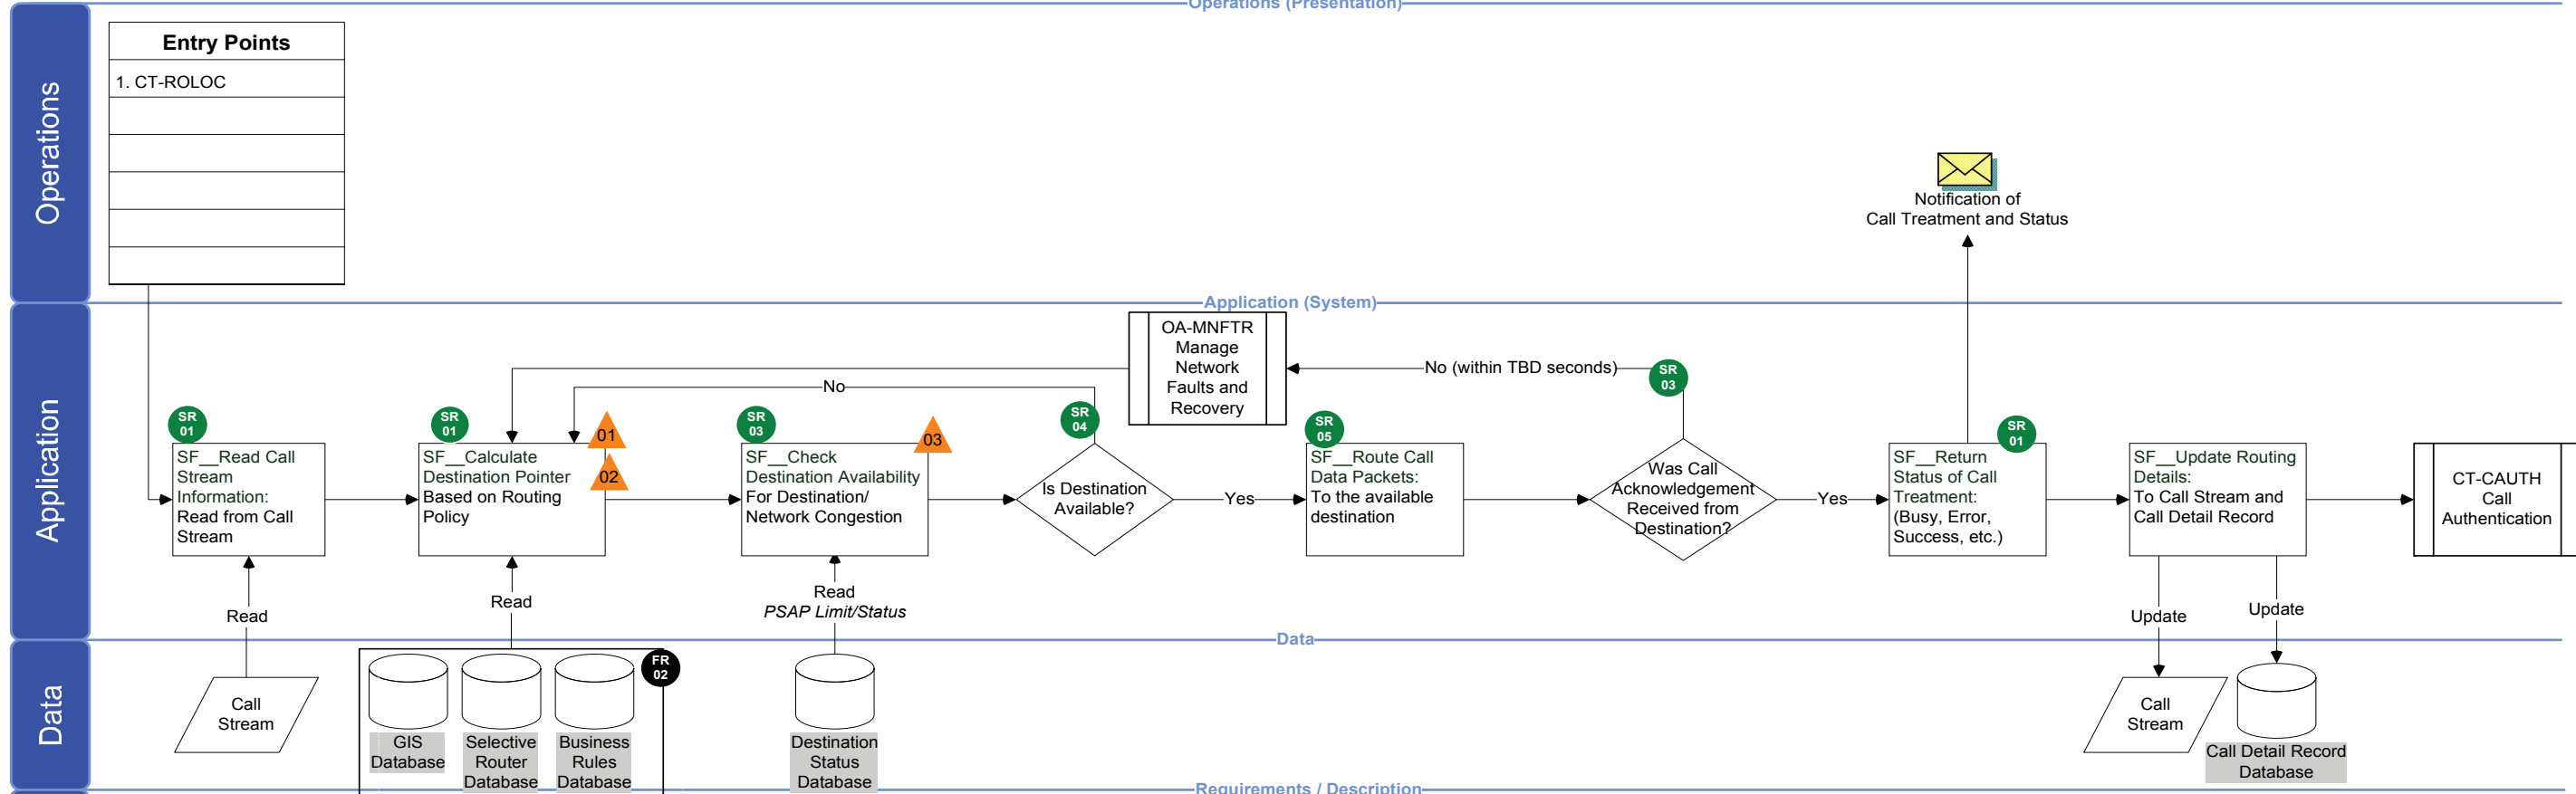 Operations (Presentation)
Operations
Entry Points
1. CT-ROLOC
Notification of
Call Treatment and Status
Application (System)
Application
OA-MNFTR
Manage
Network
Faults and
Recovery
No (within TBD seconds)
SR
03
No
SR
01
SF__Read Call
Stream
Information:
Read from Call
Stream
SR
01
01
02
SF__Calculate
Destination Pointer
Based on Routing
Policy
SR
03
03
SF__Check
Destination Availability
For Destination/
Network Congestion
SR
04
Is Destination
Available?
Yes
SR
05
SF__Route Call
Data Packets:
To the available
destination
Was Call
Acknowledgement
Received from
Destination?
Yes
SR
01
SF__Return
Status of Call
Treatment:
(Busy, Error,
Success, etc.)
SF__Update Routing
Details:
To Call Stream and
Call Detail Record
CT-CAUTH
Call
Authentication
Read
Read
Read
PSAP Limit/Status
Update
Update
Data
Data
Call
Stream
FR
02
GIS
Database
Selective
Router
Database
Business
Rules
Database
Destination
Status
Database
Call
Stream
Call Detail Record
Database
Requirements / Description